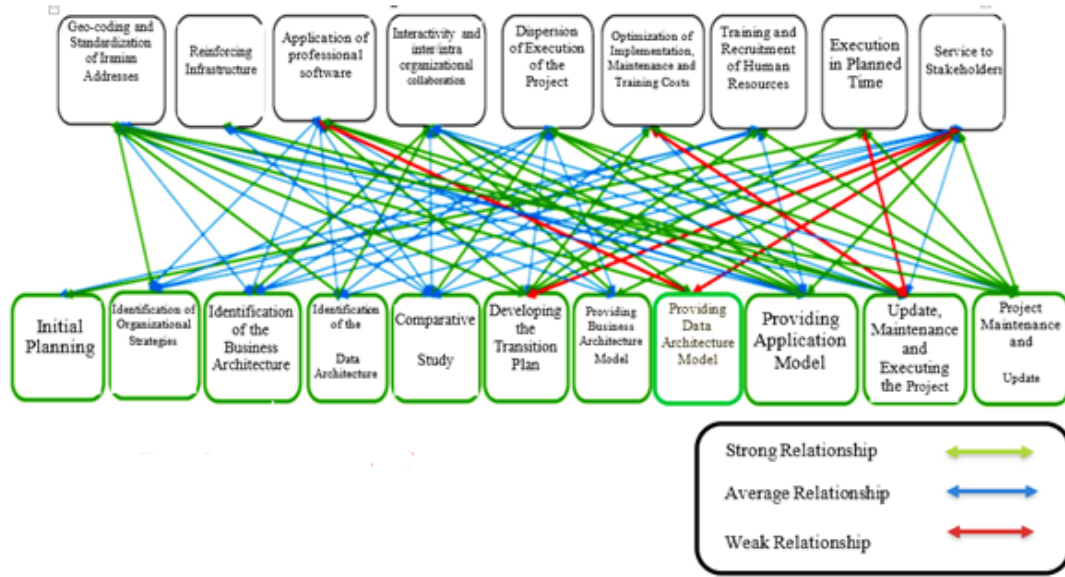 Geo-coding and
Standardization
of Iranian
Addresses
Reinforcing
Infrastructure
Application of
professional
software
Interactivity and
inter/intra
organizational
collaboration
Dispersion
of Execution
of the
Project
Optimization of
Implementation,
Maintenance and
Training Costs
Training and
Recruitment
of Human
Resources
Execution
in Planned
Time
Service to
Stakeholders
Initial
Planning
Identification of
Organizational
Strategies
Identification
of the
Business
Architecture
Identification
of the
Data
Architecture
Comparative
Study
Developing
the
Transition
Plan
Providing
Business
Architecture
Model
Providing
Data
Architecture
Model
Providing
Application
Model
Update,
Maintenance
and
Executing
the Project
Project
Maintenance
and
Update
Strong Relationship
Average Relationship
Weak Relationship